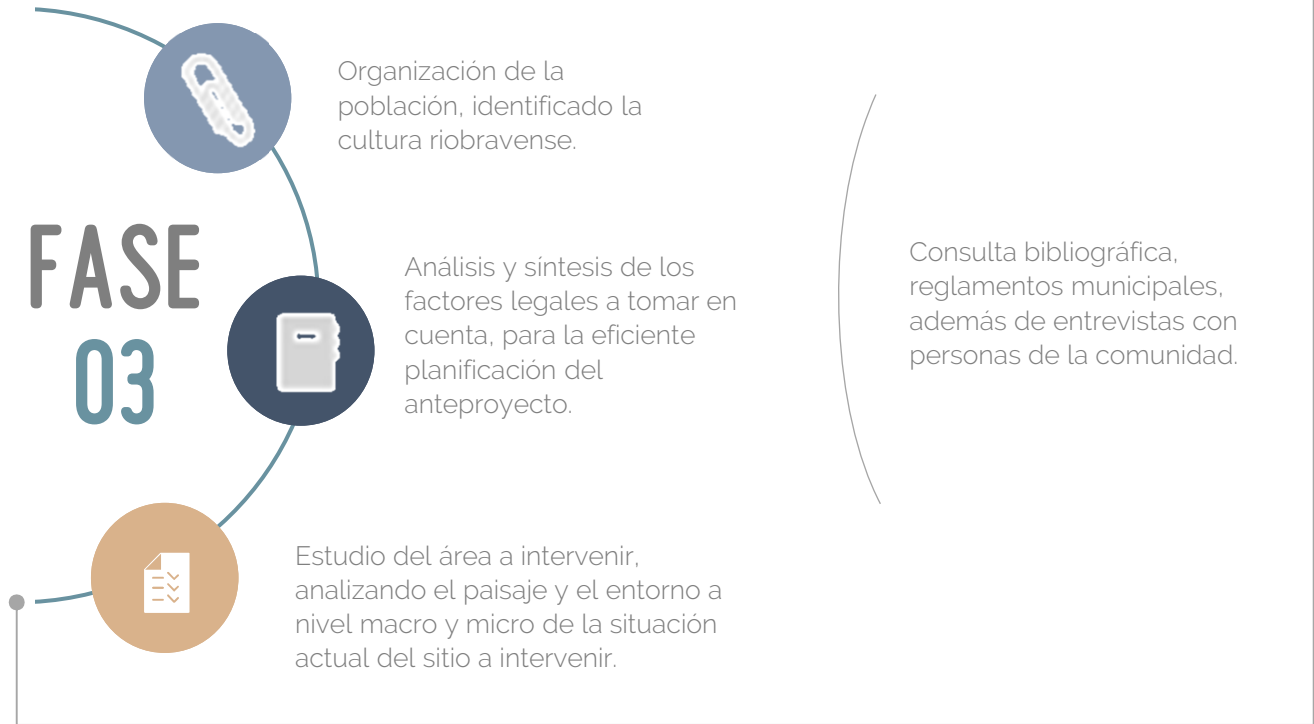 FASE
03
Organización de la
población, identificado la
cultura riobravense.
Análisis y síntesis de los
factores legales a tomar en
cuenta, para la eficiente
planificación del
anteproyecto.
Estudio del área a intervenir,
analizando el paisaje y el entorno a
nivel macro y micro de la situación
actual del sitio a intervenir.
Consulta bibliográfica,
reglamentos municipales,
además de entrevistas con
personas de la comunidad.